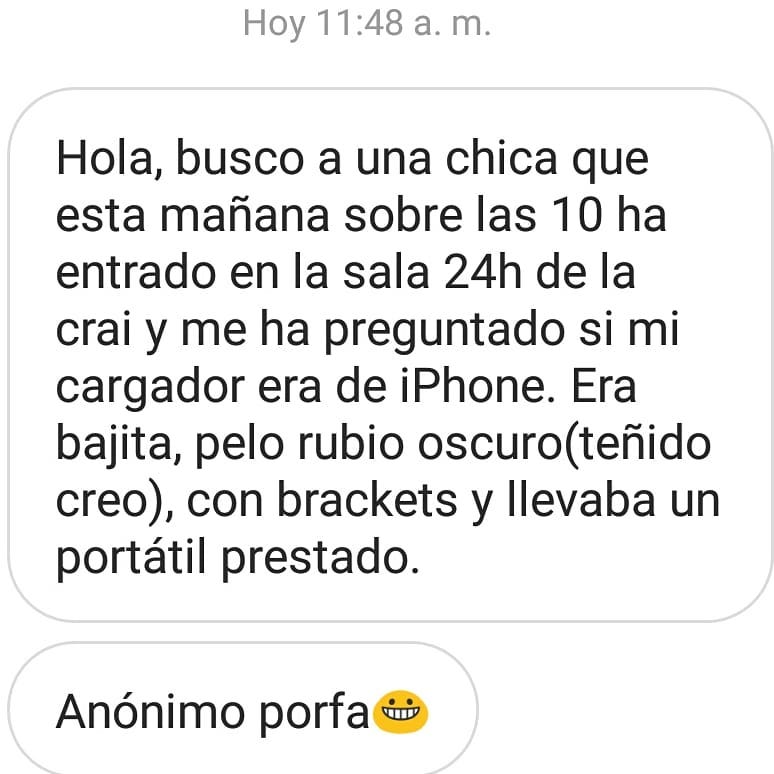 Hoy 11:48 a. m.
Hola, busco a una chica que
esta mañana sobre las 10 ha
entrado en la sala 24h de la
crai y me ha preguntado si mi
cargador era de iPhone. Era
bajita, pelo rubio oscuro(teñido
creo), con brackets y llevaba un
portátil prestado.
Anónimo porfa😀